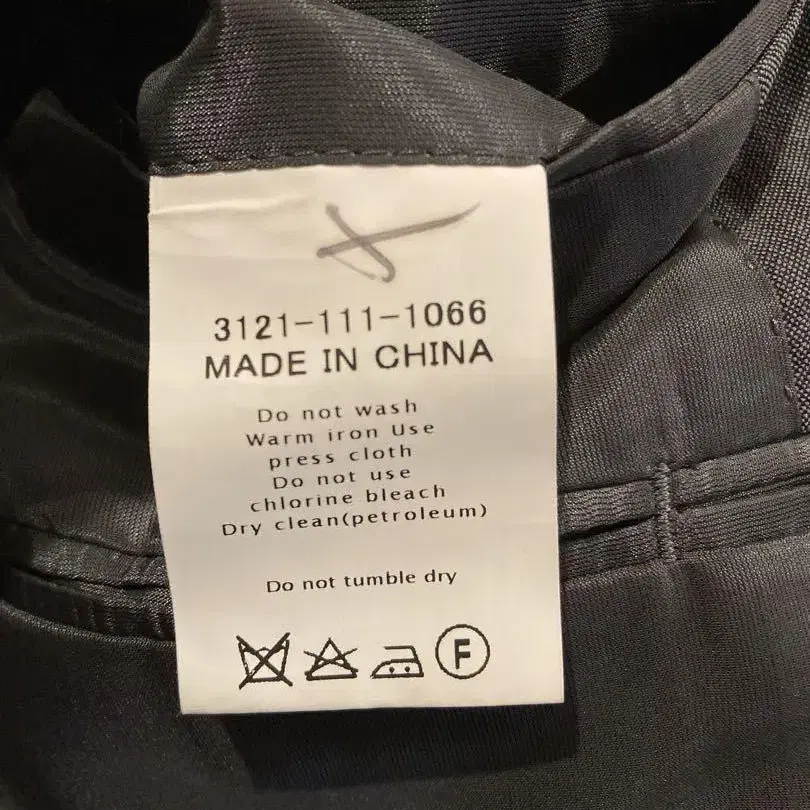 3121-111-1066
MADE IN CHINA
Do not wash
Warm iron Use
press cloth
Do not use
chlorine bleach
Dry clean(petroleum)
Do not tumble dry
F